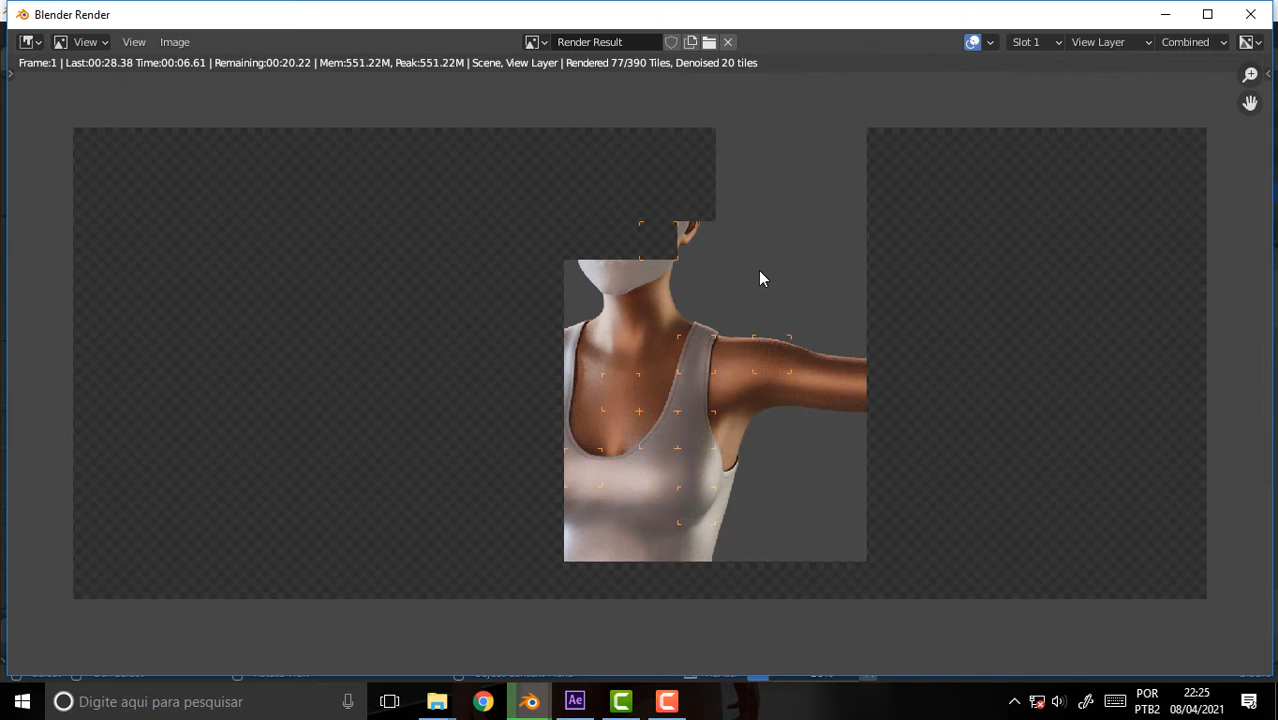 Blender Render
View View Image Render Result Slot 1 View Layer Combined
Frame:1 | Last:00:28.38 Time:00:06.61 | Remaining:00:20.22 | Mem:551.22M, Peak:551.22M | Scene, View Layer | Rendered 77/390 Tiles, Denoised 20 tiles
Digite aqui para pesquisar Ae POR 22:25
PTB2 08/04/2021